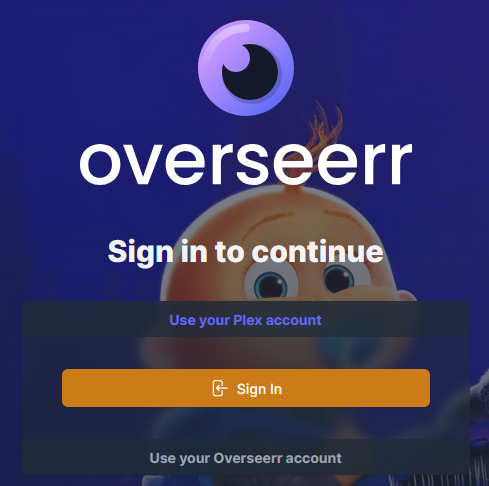 overseerr
Sign in to continue
Use your Plex account
Sign In
Use your Overseerr account